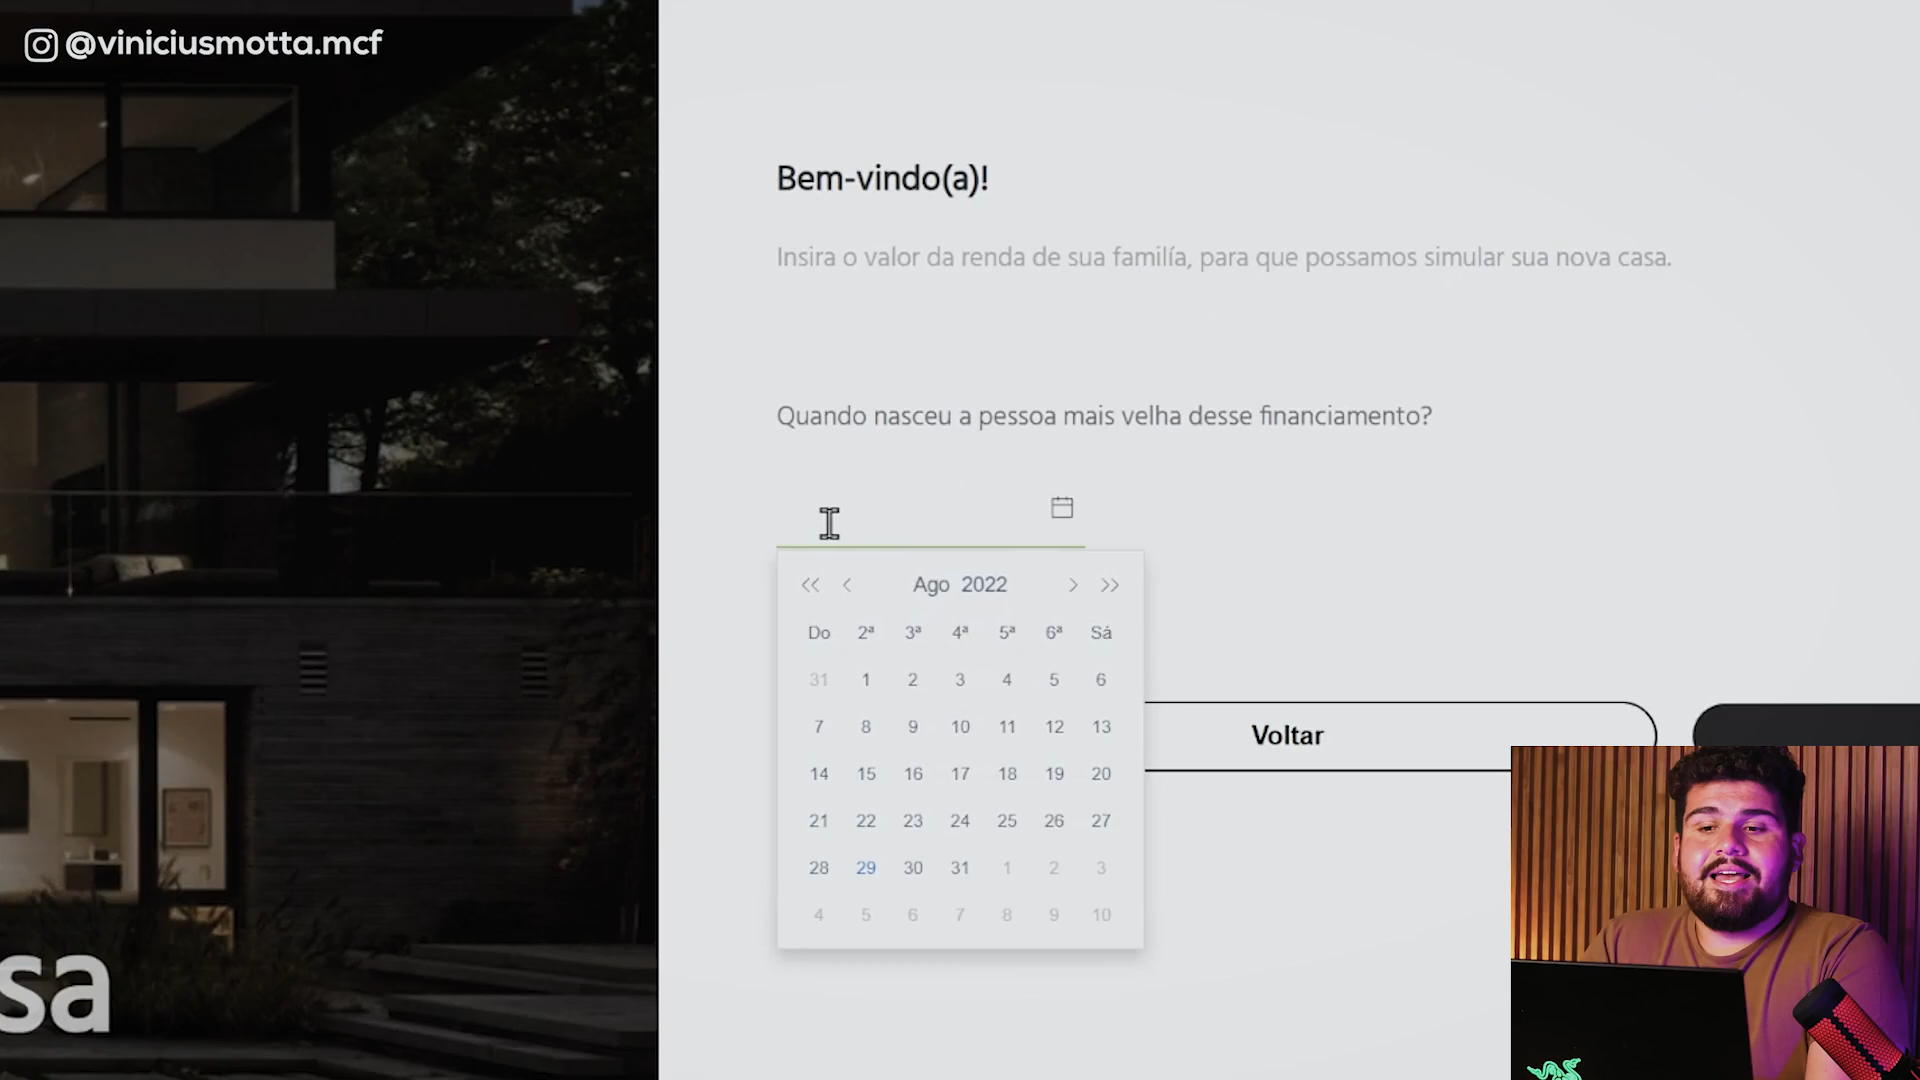 @viniciusmotta.mcf
Bem-vindo(a)!
Insira o valor da renda de sua familía, para que possamos simular sua nova casa.
Quando nasceu a pessoa mais velha desse financiamento?
Ago 2022
Do 2ª 3ª 4ª 5ª 6ª Sá
31 1 2 3 4 5 6
7 8 9 10 11 12 13
14 15 16 17 18 19 20
21 22 23 24 25 26 27
28 29 30 31 1 2 3
4 5 6 7 8 9 10
Voltar
sa